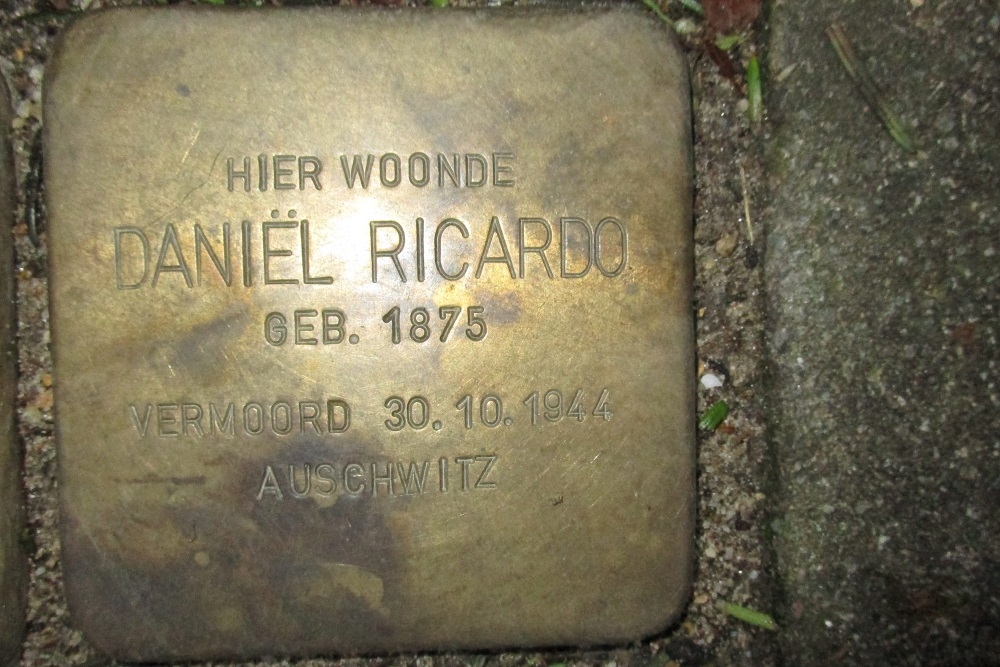 HIER WOONDE
DANIËL RICARDO
GEB. 1875
VERMOORD 30.10.1944
AUSCHWITZ